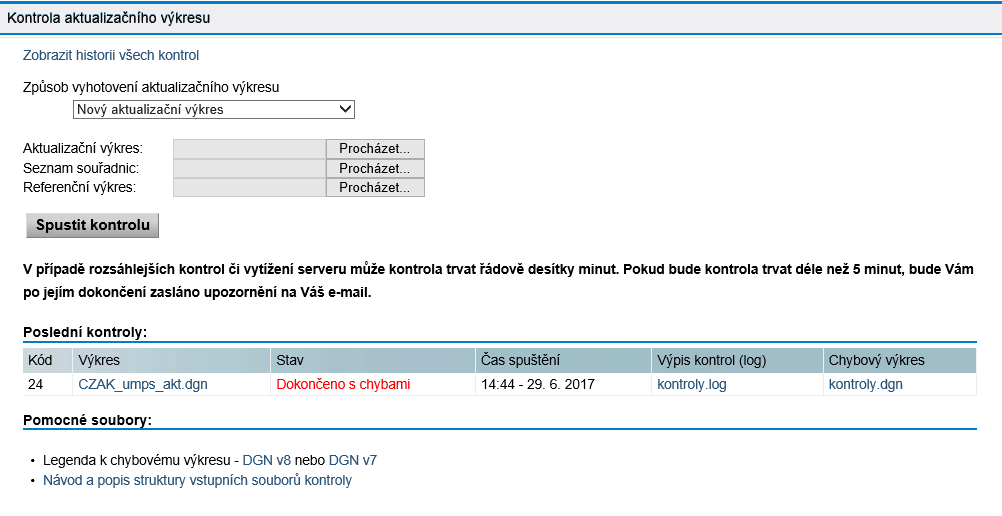 Kontrola aktualizačního výkresu
Zobrazit historii všech kontrol
Způsob vyhotovení aktualizačního výkresu
Nový aktualizační výkres
Aktualizační výkres: Procházet...
Seznam souřadnic: Procházet...
Referenční výkres: Procházet...
Spustit kontrolu
V případě rozsáhlejších kontrol či vytížení serveru může kontrola trvat řádově desítky minut. Pokud bude kontrola trvat déle než 5 minut, bude Vám
po jejím dokončení zasláno upozornění na Váš e-mail.
Poslední kontroly:
Kód Výkres Stav Čas spuštění Výpis kontrol (log) Chybový výkres
24 CZAK_umps_akt.dgn Dokončeno s chybami 14:44 - 29. 6. 2017 kontroly.log kontroly.dgn
Pomocné soubory:
• Legenda k chybovému výkresu - DGN v8 nebo DGN v7
• Návod a popis struktury vstupních souborů kontroly